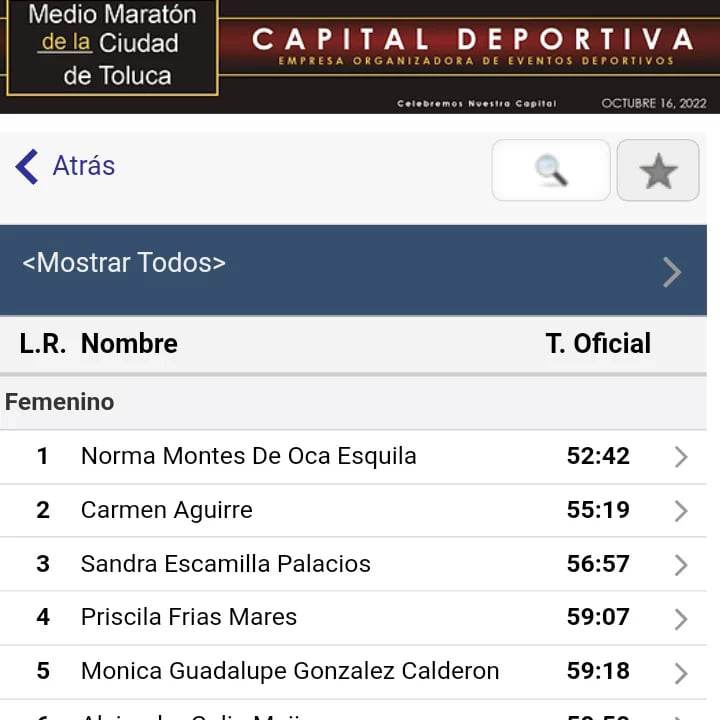 Medio Maratón
de la Ciudad
de Toluca
CAPITAL DEPORTIVA
EMPRESA ORGANIZADORA DE EVENTOS DEPORTIVOS
Celebremos Nuestra Capital
OCTUBRE 16, 2022
Atrás
<Mostrar Todos>
L.R. Nombre T. Oficial
Femenino
1 Norma Montes De Oca Esquila 52:42
2 Carmen Aguirre 55:19
3 Sandra Escamilla Palacios 56:57
4 Priscila Frias Mares 59:07
5 Monica Guadalupe Gonzalez Calderon 59:18